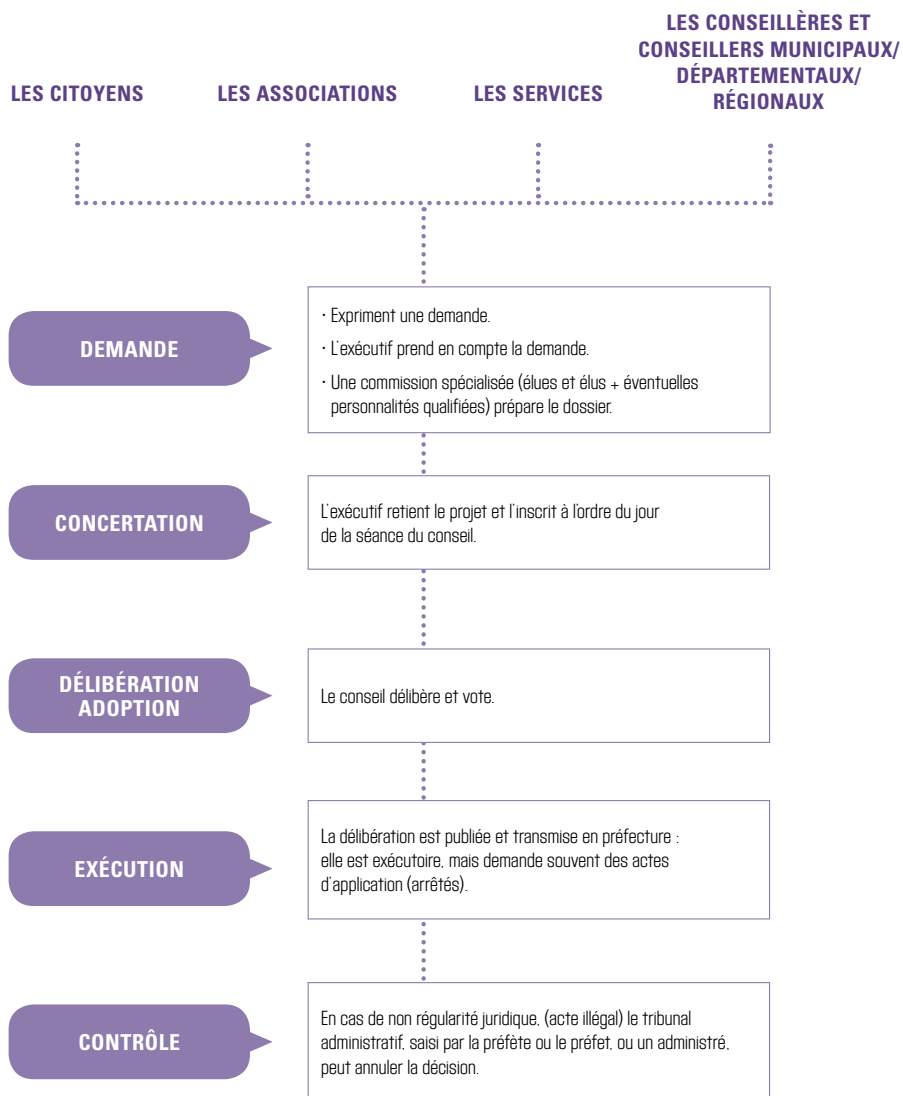 LES CITOYENS
LES ASSOCIATIONS
LES SERVICES
LES CONSEILLÈRES ET
CONSEILLERS MUNICIPAUX/
DÉPARTEMENTAUX/
RÉGIONAUX
DEMANDE
· Expriment une demande.
· L'exécutif prend en compte la demande.
· Une commission spécialisée (élues et élus + éventuelles
personnalités qualifiées) prépare le dossier.
CONCERTATION
L'exécutif retient le projet et l'inscrit à l'ordre du jour
de la séance du conseil.
DÉLIBÉRATION
ADOPTION
Le conseil délibère et vote.
EXÉCUTION
La délibération est publiée et transmise en préfecture :
elle est exécutoire, mais demande souvent des actes
d'application (arrêtés).
CONTRÔLE
En cas de non régularité juridique, (acte illégal) le tribunal
administratif, saisi par la préfète ou le préfet, ou un administré,
peut annuler la décision.